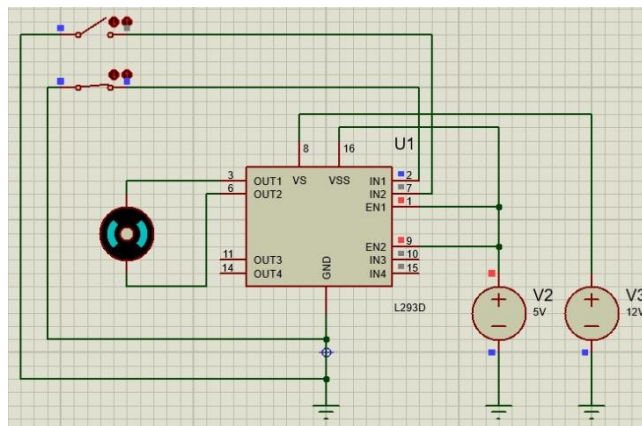 U1
8
16
3
OUT1
VS
VSS
IN1
2
6
OUT2
IN2
7
EN1
1
EN2
9
11
OUT3
IN3
10
14
OUT4
GND
IN4
15
L293D
V2
5V
V3
12V